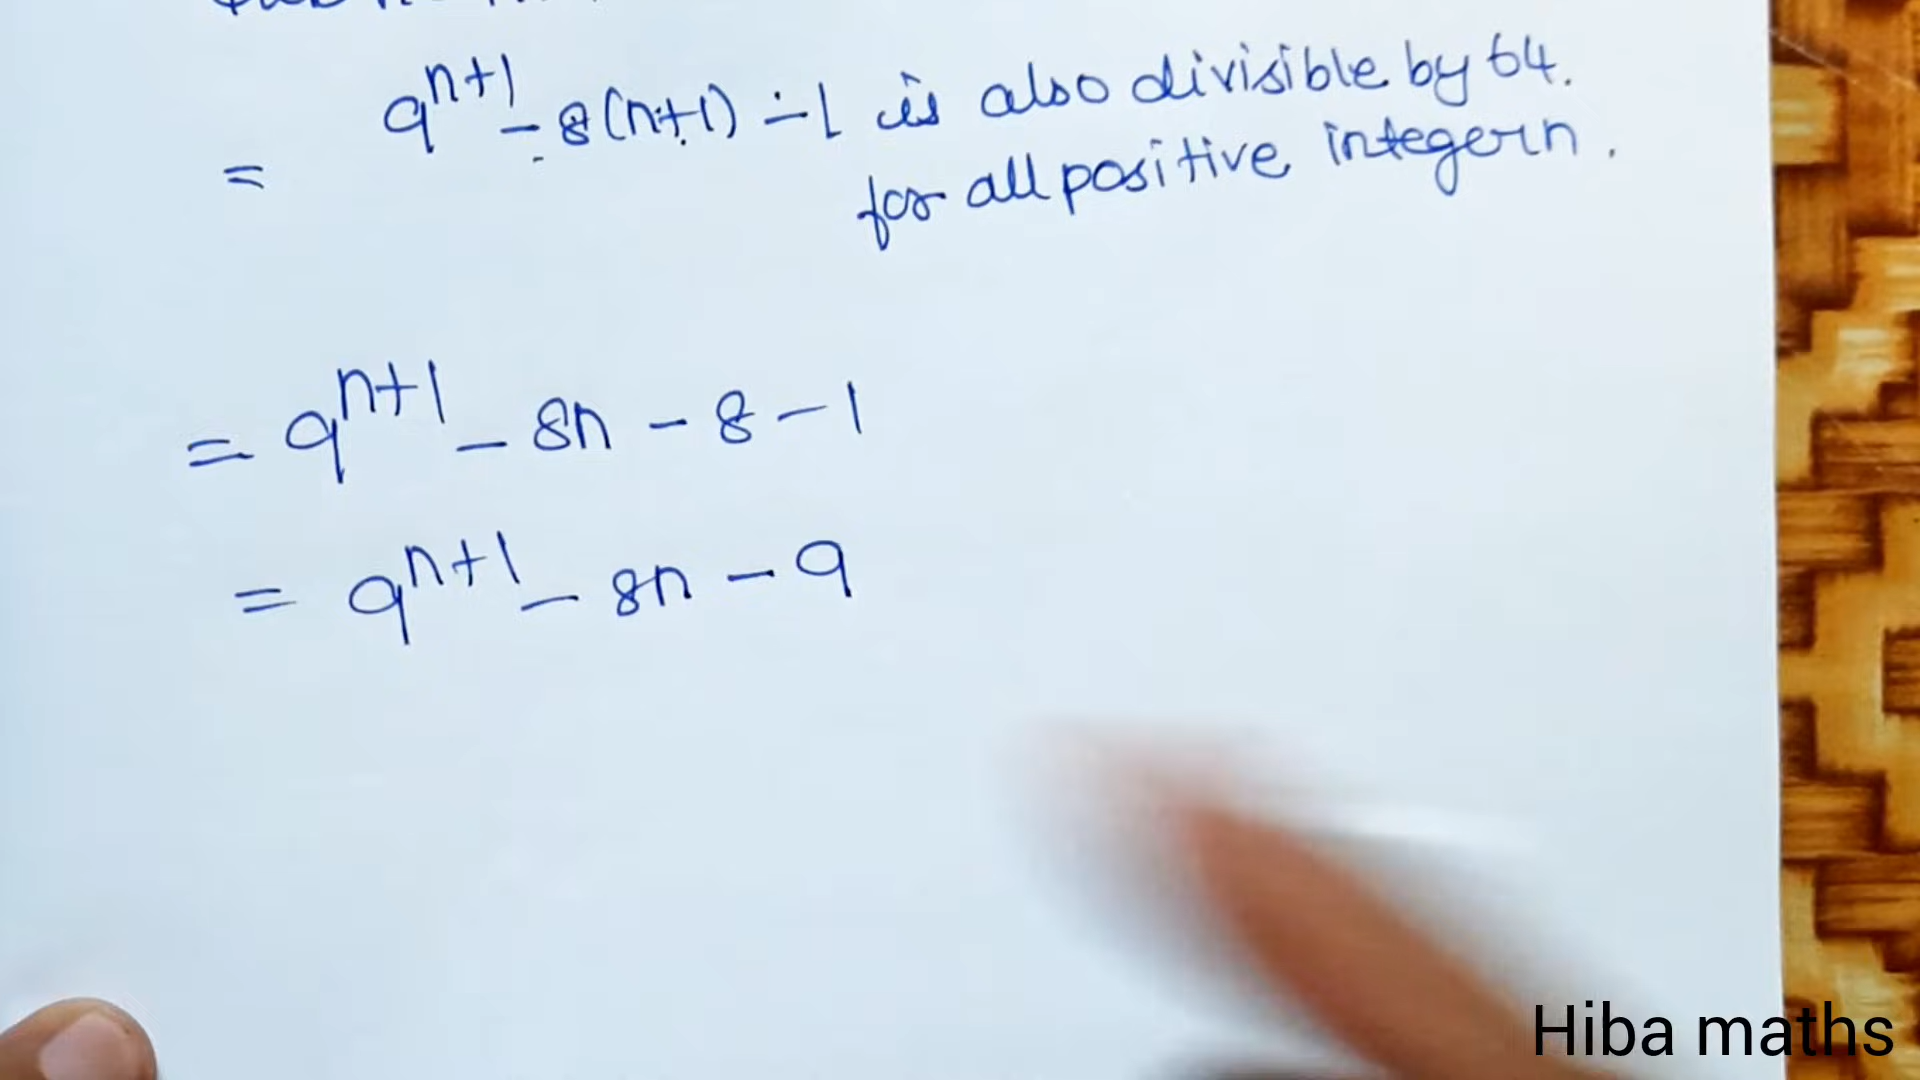 9^{n+1} - 8(n+1) - 1 is also divisible by 64.
=
for all positive integer n.
= 9^{n+1} - 8n - 8 - 1
= 9^{n+1} - 8n - 9
Hiba maths